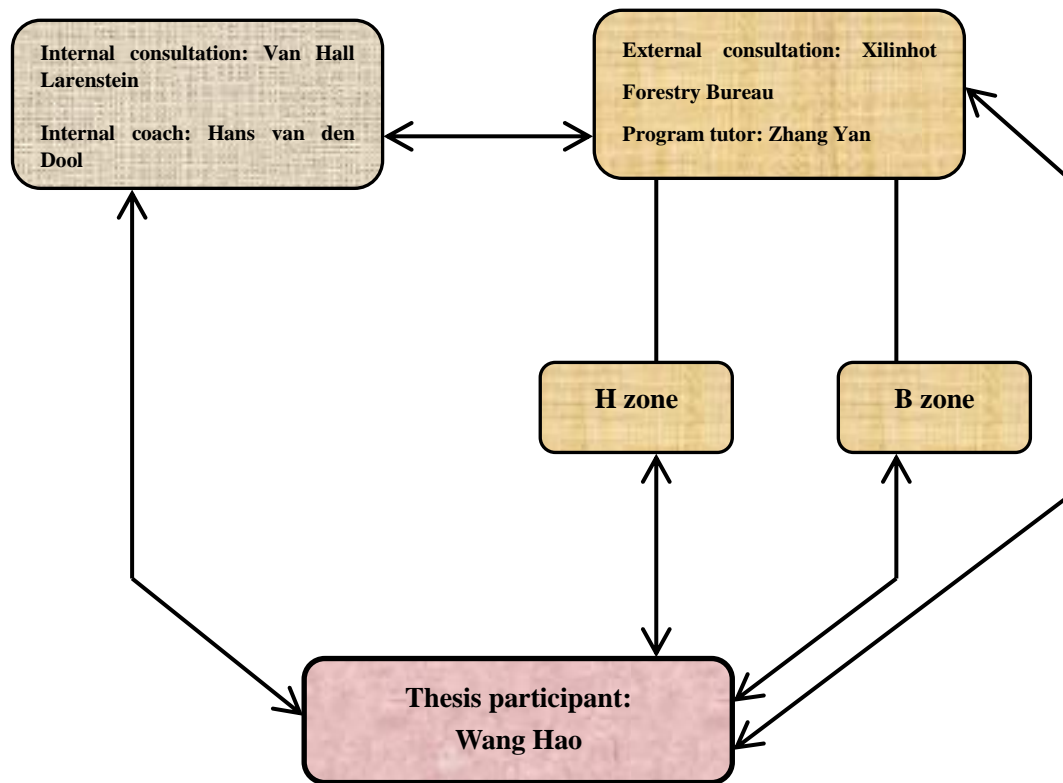 Internal consultation: Van Hall
Larenstein
Internal coach: Hans van den
Dool
External consultation: Xilinhot
Forestry Bureau
Program tutor: Zhang Yan
H zone
B zone
Thesis participant:
Wang Hao